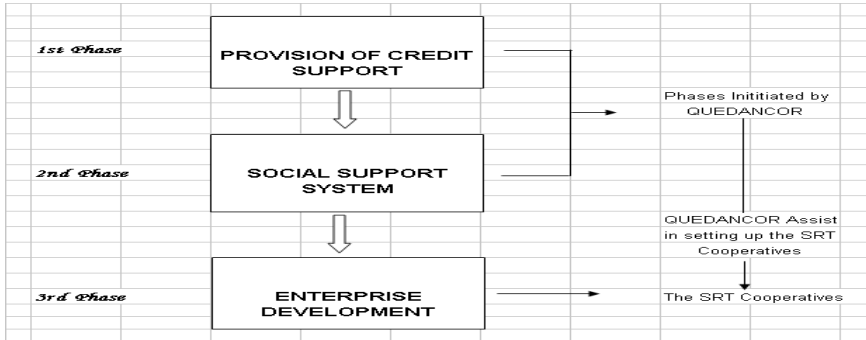 1st Phase
PROVISION OF CREDIT
SUPPORT
Phases Inititiated by
QUEDANCOR
2nd Phase
SOCIAL SUPPORT
SYSTEM
QUEDANCOR Assist
in setting up the SRT
Cooperatives
3rd Phase
ENTERPRISE
DEVELOPMENT
The SRT Cooperatives